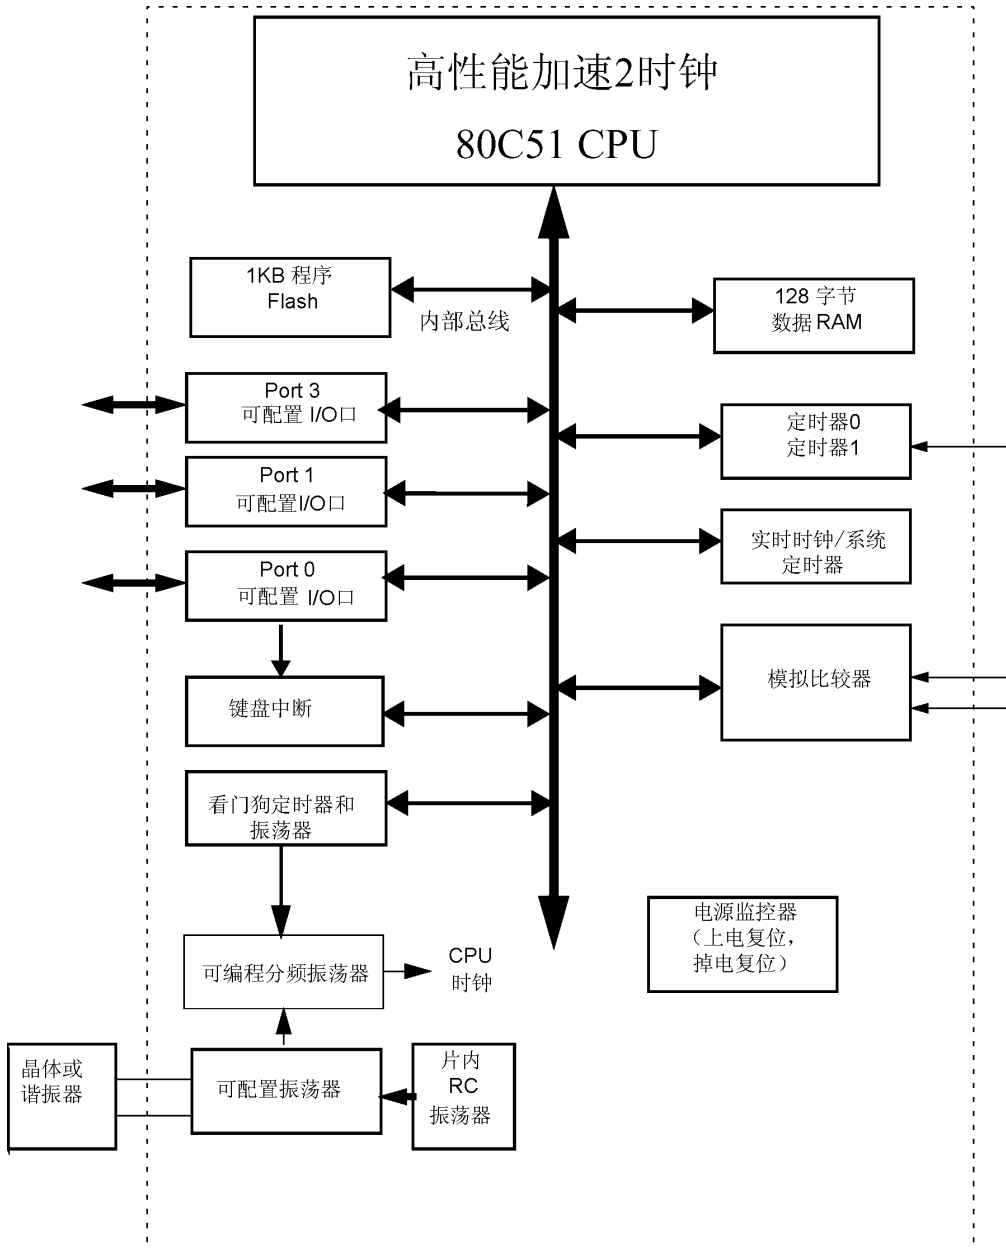 高性能加速2时钟
80C51 CPU
1KB 程序
Flash
内部总线
128 字节
数据 RAM
Port 3
可配置 I/O口
定时器0
定时器1
Port 1
可配置I/O口
实时时钟/系统
定时器
Port 0
可配置 I/O口
模拟比较器
键盘中断
看门狗定时器和
振荡器
电源监控器
（上电复位，
掉电复位）
可编程分频振荡器
CPU
时钟
晶体或
谐振器
可配置振荡器
片内
RC
振荡器